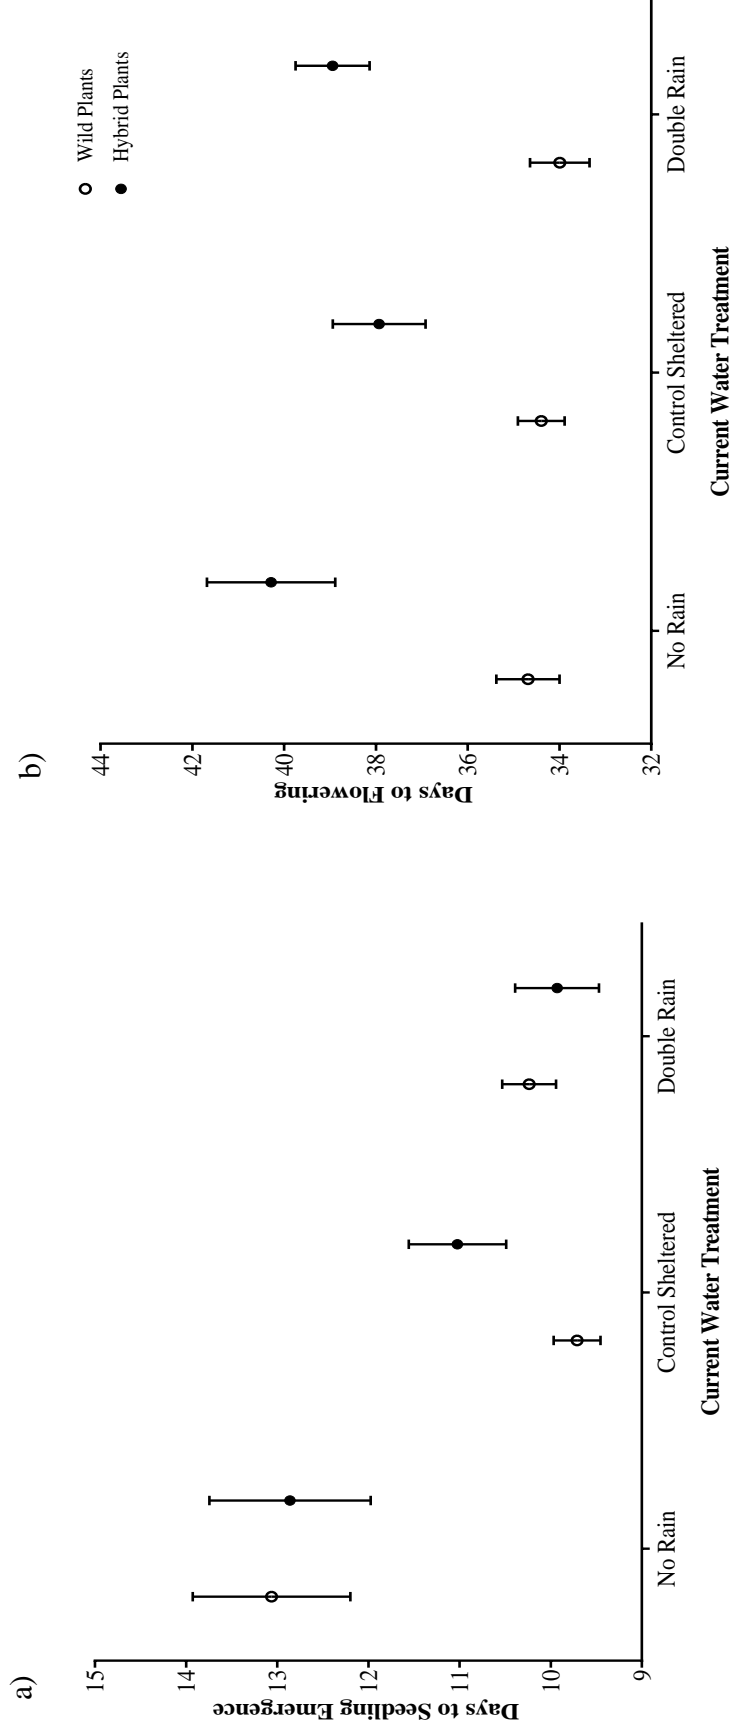 a)
Days to Seedling Emergence
15
14
13
12
11
10
9
No Rain
Control Sheltered
Double Rain
Current Water Treatment
b)
Days to Flowering
44
42
40
38
36
34
32
No Rain
Control Sheltered
Double Rain
Current Water Treatment
Wild Plants
Hybrid Plants